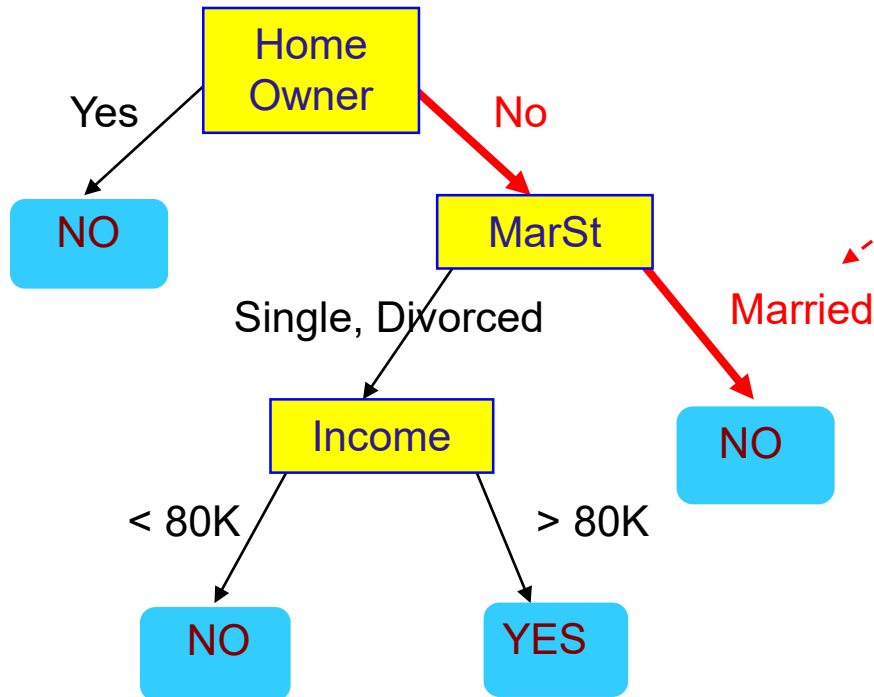 Home
Owner
Yes
No
NO
MarSt
Single, Divorced
Married
Income
NO
< 80K
> 80K
NO
YES